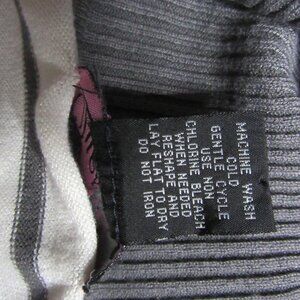 MACHINE WASH
COLD
GENTLE CYCLE
USE NON-
CHLORINE BLEACH
WHEN NEEDED
RESHAPE AND
LAY FLAT TO DRY
DO NOT IRON